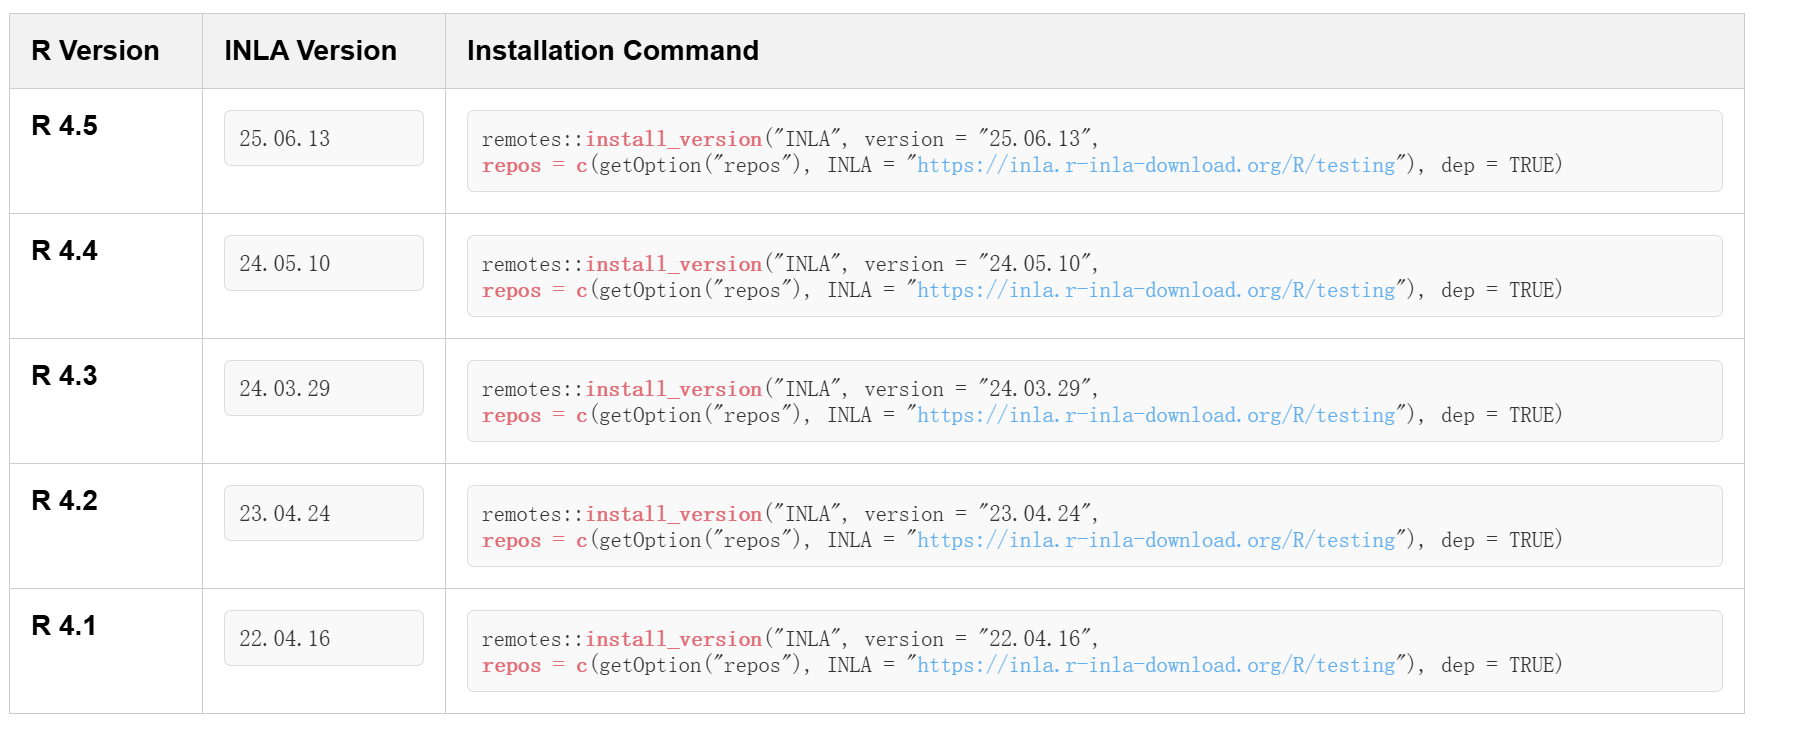 R Version INLA Version Installation Command
R 4.5 25.06.13 remotes::install_version("INLA", version = "25.06.13",
repos = c(getOption("repos"), INLA = "https://inla.r-inla-download.org/R/testing"), dep = TRUE)
R 4.4 24.05.10 remotes::install_version("INLA", version = "24.05.10",
repos = c(getOption("repos"), INLA = "https://inla.r-inla-download.org/R/testing"), dep = TRUE)
R 4.3 24.03.29 remotes::install_version("INLA", version = "24.03.29",
repos = c(getOption("repos"), INLA = "https://inla.r-inla-download.org/R/testing"), dep = TRUE)
R 4.2 23.04.24 remotes::install_version("INLA", version = "23.04.24",
repos = c(getOption("repos"), INLA = "https://inla.r-inla-download.org/R/testing"), dep = TRUE)
R 4.1 22.04.16 remotes::install_version("INLA", version = "22.04.16",
repos = c(getOption("repos"), INLA = "https://inla.r-inla-download.org/R/testing"), dep = TRUE)